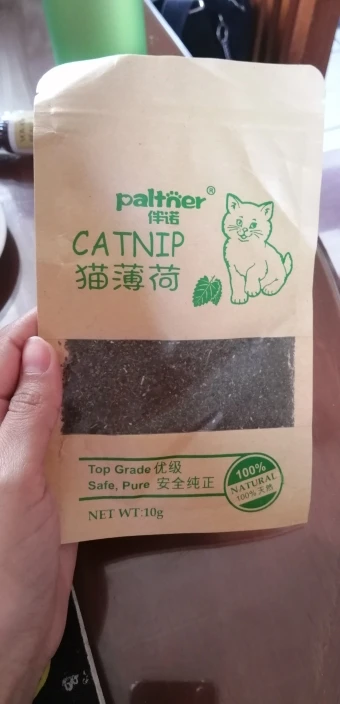 paltner®
伴诺
CATNIP
猫薄荷
Top Grade 优级
Safe, Pure 安全纯正
100%
NATURAL
100%天然
NET WT:10g